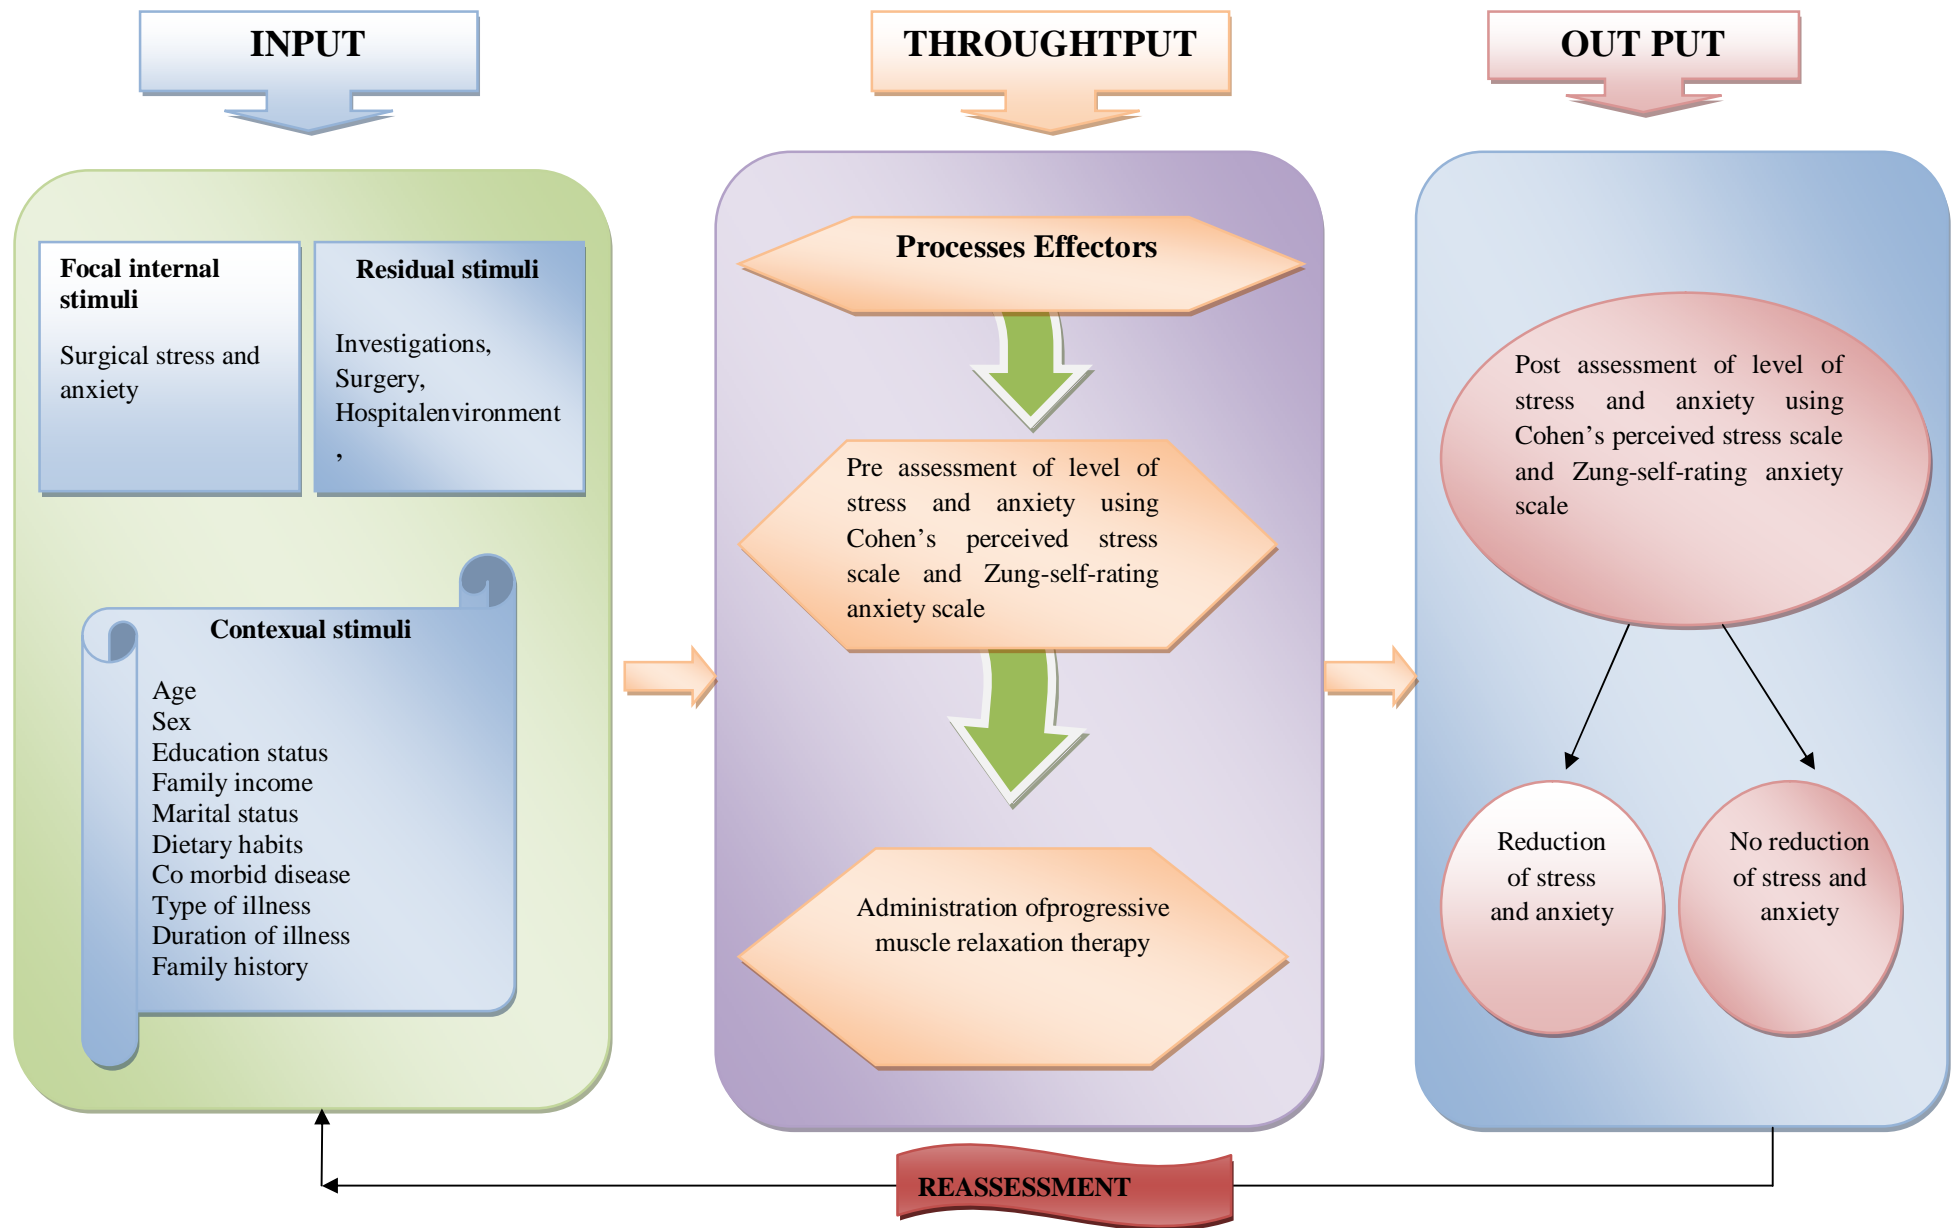 INPUT
THROUGHTPUT
OUT PUT
Focal internal
stimuli
Surgical stress and
anxiety
Residual stimuli
Investigations,
Surgery,
Hospitalenvironment
,
Contexual stimuli
Age
Sex
Education status
Family income
Marital status
Dietary habits
Co morbid disease
Type of illness
Duration of illness
Family history
Processes Effectors
Pre assessment of level of
stress and anxiety using
Cohen’s perceived stress
scale and Zung-self-rating
anxiety scale
Administration ofprogressive
muscle relaxation therapy
Post assessment of level of
stress and anxiety using
Cohen’s perceived stress scale
and Zung-self-rating anxiety
scale
Reduction
of stress
and anxiety
No reduction
of stress and
anxiety
REASSESSMENT